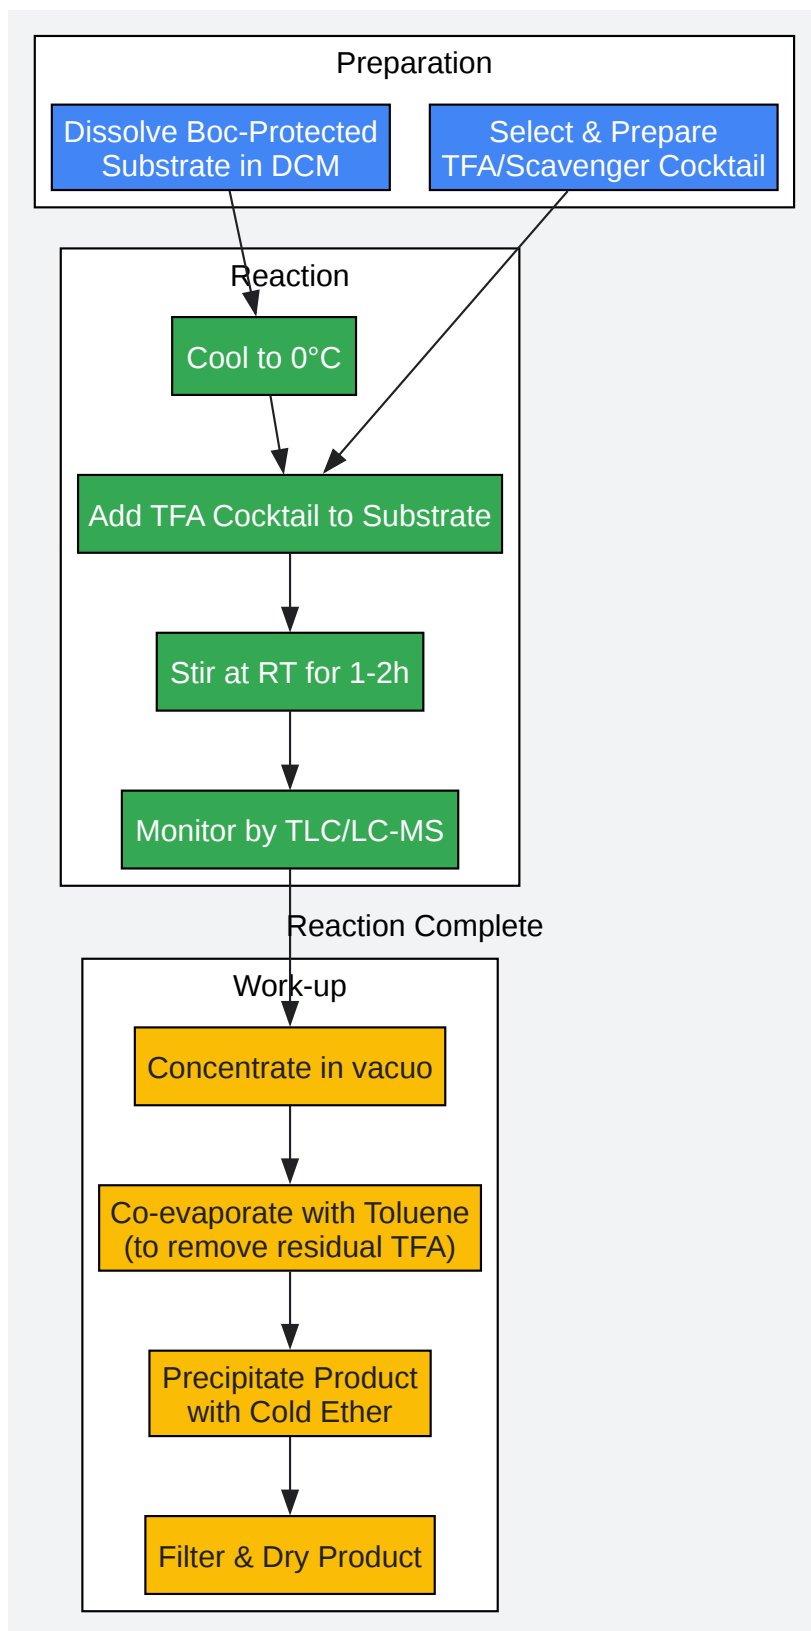 Preparation
Dissolve Boc-Protected
Substrate in DCM
Select & Prepare
TFA/Scavenger Cocktail
Reaction
Cool to 0°C
Add TFA Cocktail to Substrate
Stir at RT for 1-2h
Monitor by TLC/LC-MS
Reaction Complete
Work-up
Concentrate in vacuo
Co-evaporate with Toluene
(to remove residual TFA)
Precipitate Product
with Cold Ether
Filter & Dry Product